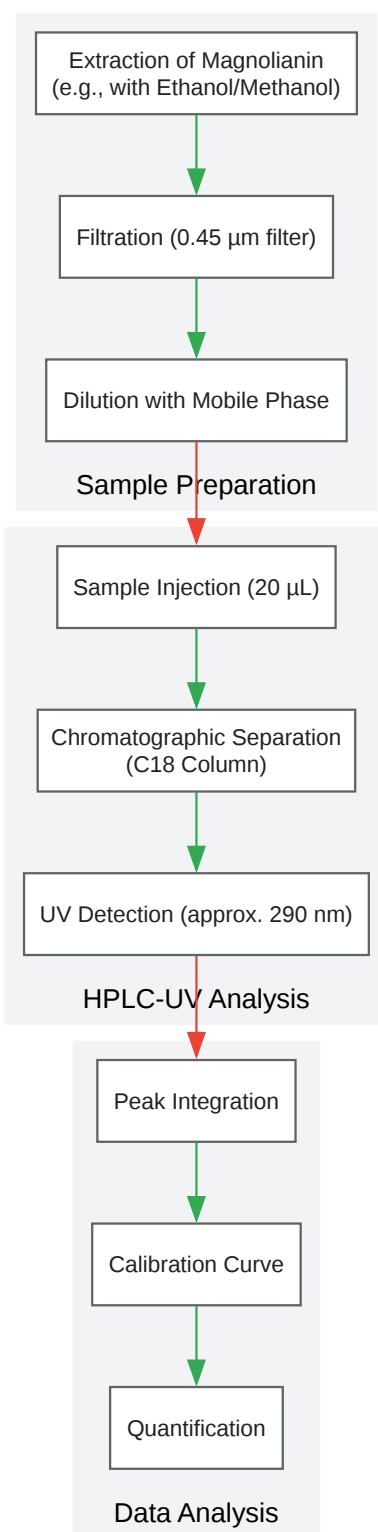 Extraction of Magnolianin
(e.g., with Ethanol/Methanol)
Filtration (0.45 µm filter)
Dilution with Mobile Phase
Sample Preparation
Sample Injection (20 µL)
Chromatographic Separation
(C18 Column)
UV Detection (approx. 290 nm)
HPLC-UV Analysis
Peak Integration
Calibration Curve
Quantification
Data Analysis